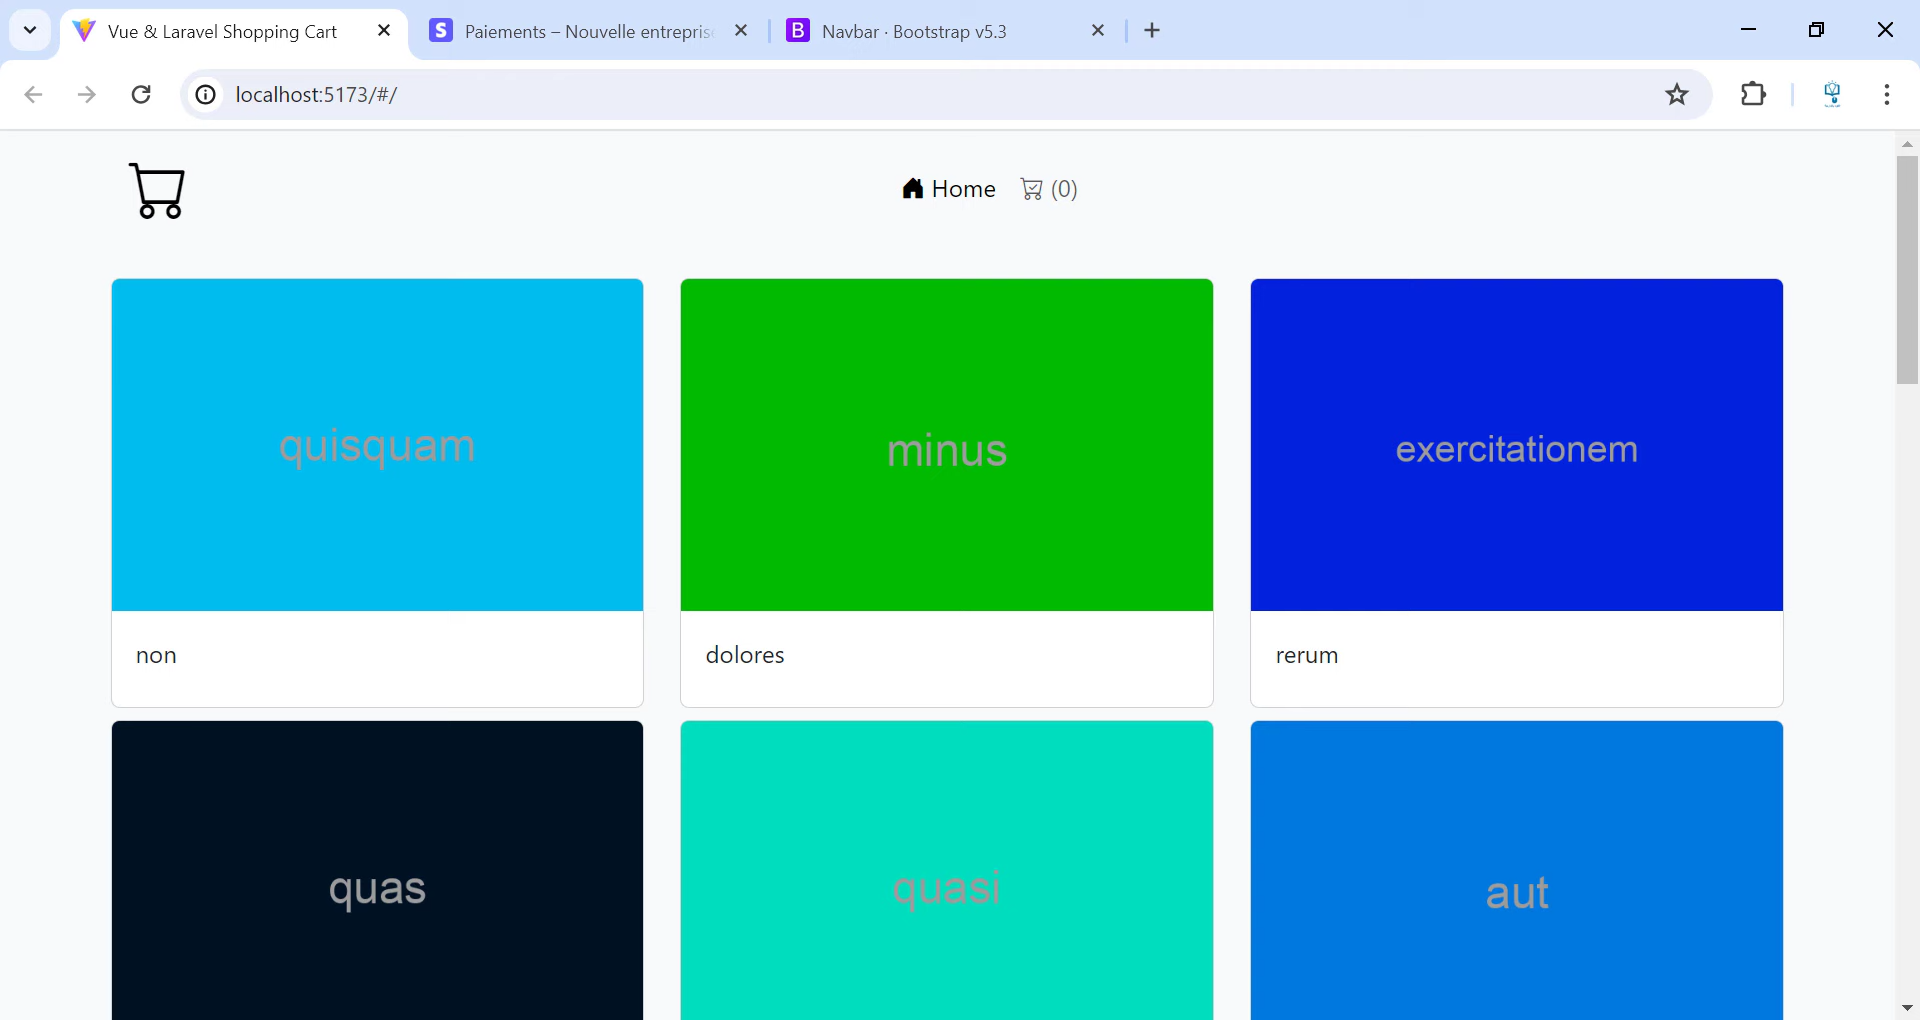 Vue & Laravel Shopping Cart
S Paiements – Nouvelle entrepris
B Navbar · Bootstrap v5.3
localhost:5173/#/
Home (0)
quisquam
minus
exercitationem
non
dolores
rerum
quas
quasi
aut